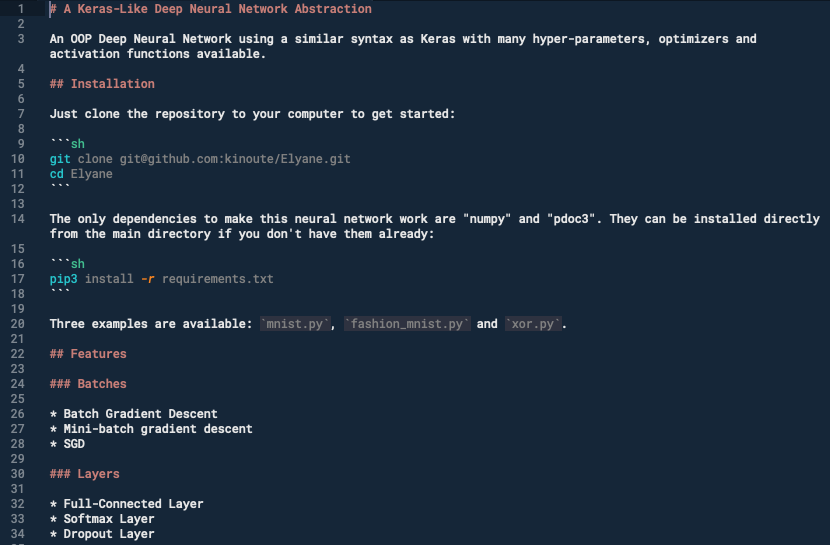 1 # A Keras-Like Deep Neural Network Abstraction
2
3 An OOP Deep Neural Network using a similar syntax as Keras with many hyper-parameters, optimizers and
activation functions available.
4
5 ## Installation
6
7 Just clone the repository to your computer to get started:
8
9 ```sh
10 git clone git@github.com:kinoute/Elyane.git
11 cd Elyane
12 ```
13
14 The only dependencies to make this neural network work are "numpy" and "pdoc3". They can be installed directly
from the main directory if you don't have them already:
15
16 ```sh
17 pip3 install -r requirements.txt
18 ```
19
20 Three examples are available: `mnist.py`, `fashion_mnist.py` and `xor.py`.
21
22 ## Features
23
24 ### Batches
25
26 * Batch Gradient Descent
27 * Mini-batch gradient descent
28 * SGD
29
30 ### Layers
31
32 * Full-Connected Layer
33 * Softmax Layer
34 * Dropout Layer